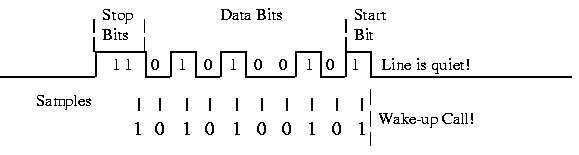 Stop Data Bits Start
Bits Bit
1 1 0 1 0 1 0 0 1 0 1 Line is quiet!
Samples
1 0 1 0 1 0 0 1 0 1 Wake-up Call!